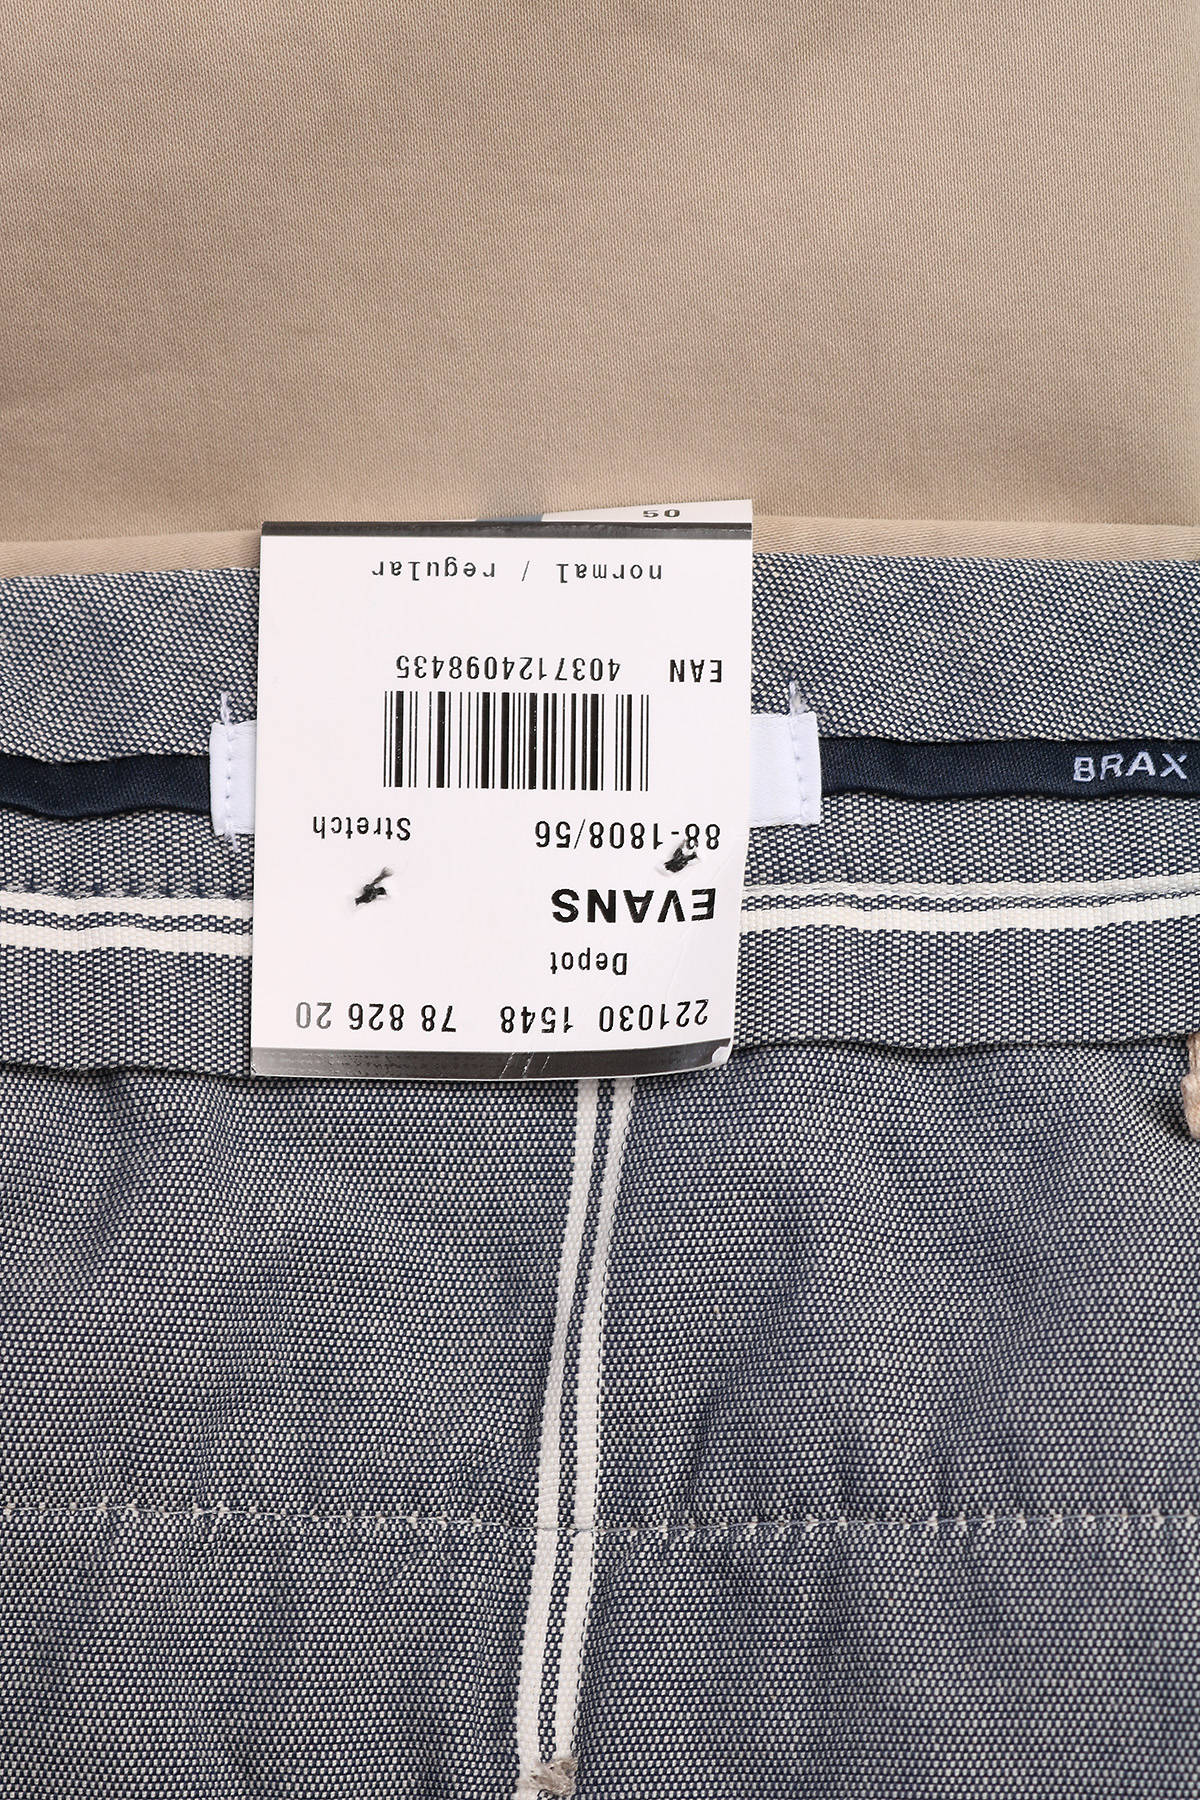 221030 1548 78 826 20
Depot
EVANS
88-1808/56 Stretch
EAN 4037124098435
normal / regular
50
BRAX